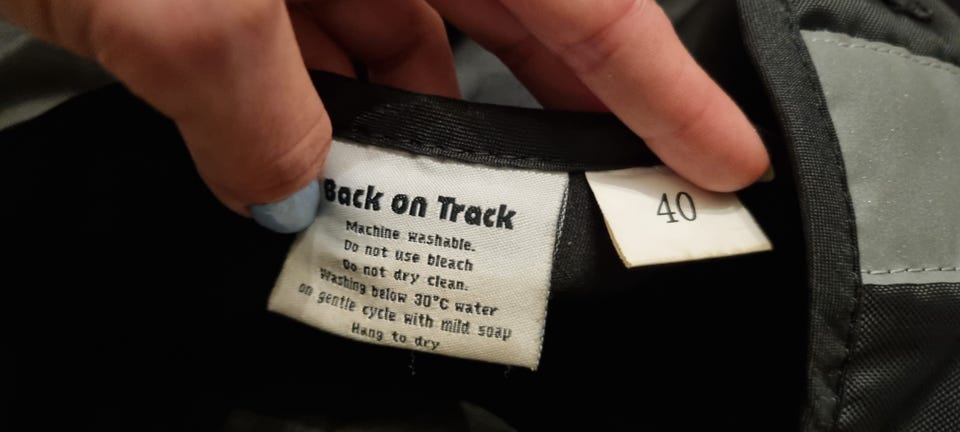 Back on Track
Machine washable.
Do not use bleach
Do not dry clean.
Washing below 30°C water
on gentle cycle with mild soap
Hang to dry
40